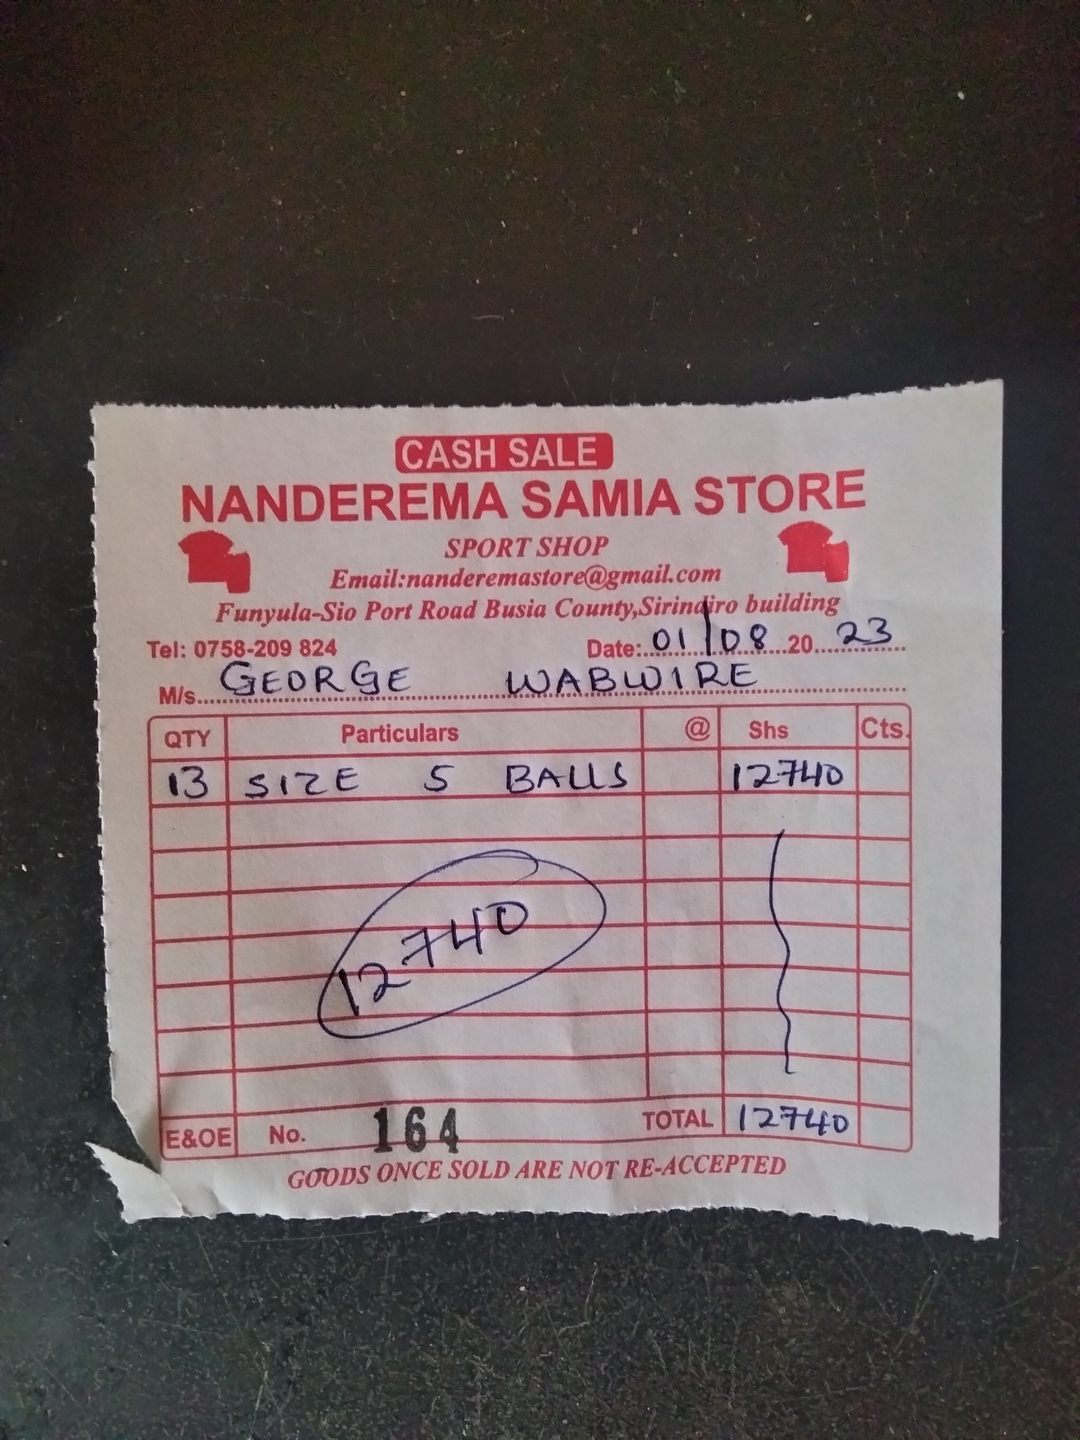 CASH SALE
NANDEREMA SAMIA STORE
SPORT SHOP
Email:nanderemastore@gmail.com
Funyula-Sio Port Road Busia County,Sirindiro building
Tel: 0758-209 824 Date: 01/08 20 23
M/s. GEORGE WABWIRE
QTY Particulars @ Shs Cts.
13 SIZE 5 BALLS 12740
12740
E&OE No. 164 TOTAL 12740
GOODS ONCE SOLD ARE NOT RE-ACCEPTED